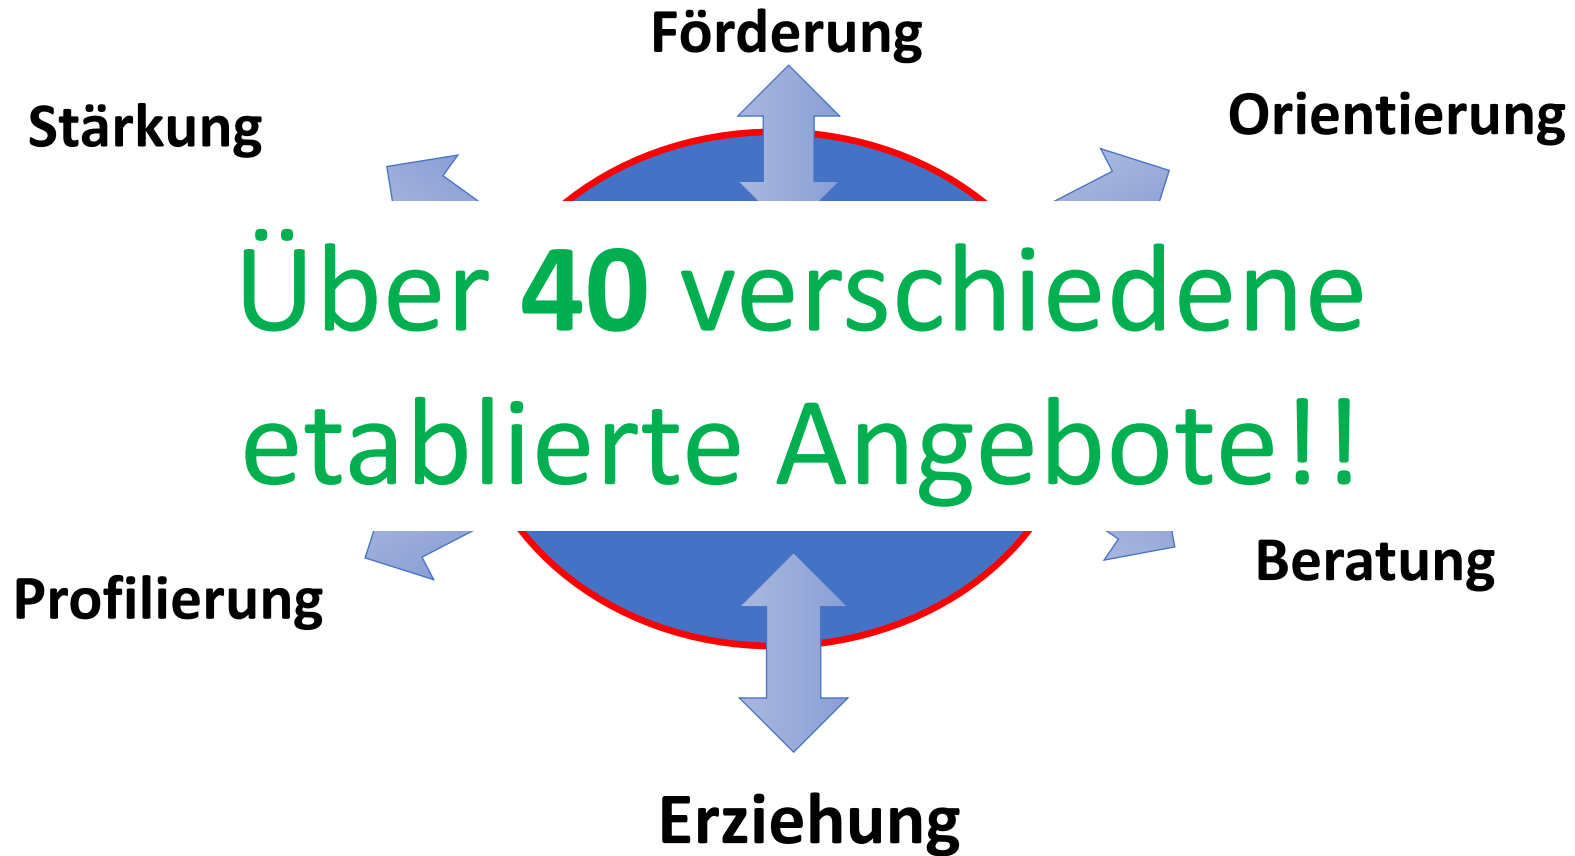 Förderung
Stärkung
Orientierung
Über 40 verschiedene
etablierte Angebote!!
Profilierung
Beratung
Erziehung